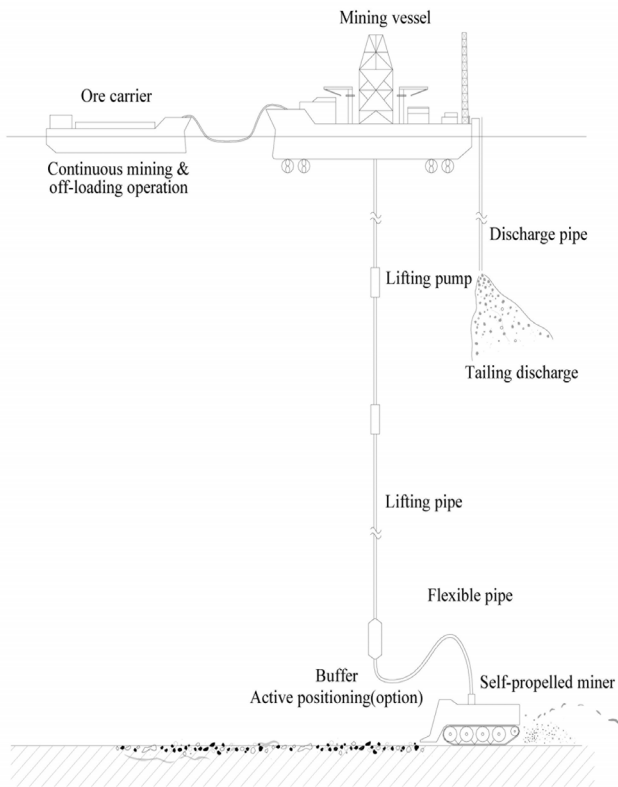 Mining vessel
Ore carrier
Continuous mining &
off-loading operation
Discharge pipe
Lifting pump
Tailing discharge
Lifting pipe
Flexible pipe
Buffer
Active positioning(option)
Self-propelled miner